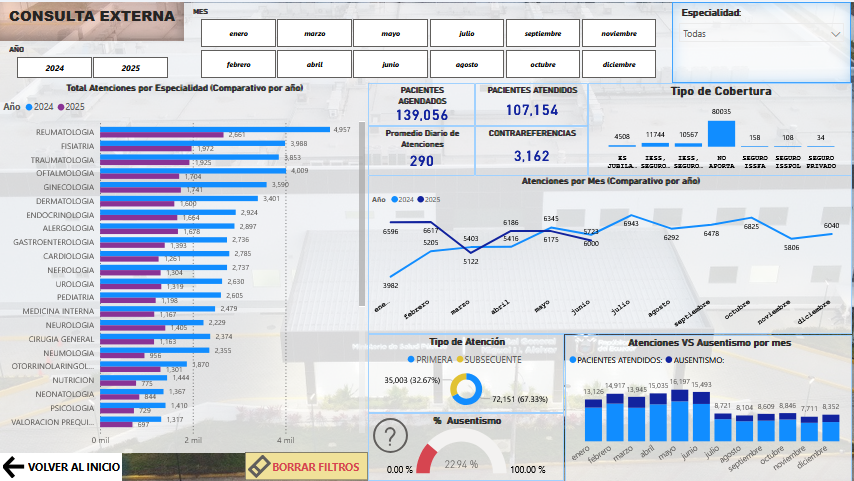 CONSULTA EXTERNA
AÑO
2024 2025
MES
enero marzo mayo julio septiembre noviembre
febrero abril junio agosto octubre diciembre
Especialidad:
Todas
Total Atenciones por Especialidad (Comparativo por año)
Año 2024 2025
REUMATOLOGIA 4,957 2,661
FISIATRIA 3,988 1,972
TRAUMATOLOGIA 3,853 1,925
OFTALMOLOGIA 4,009 1,704
GINECOLOGIA 3,590 1,741
DERMATOLOGIA 3,401 1,600
ENDOCRINOLOGIA 2,924 1,664
ALERGOLOGIA 2,897 1,678
GASTROENTEROLOGIA 2,736 1,393
CARDIOLOGIA 2,785 1,261
NEFROLOGIA 2,737 1,304
UROLOGIA 2,630 1,319
PEDIATRIA 2,605 1,198
MEDICINA INTERNA 2,479 1,167
NEUROLOGIA 2,229 1,405
CIRUGIA GENERAL 2,374 1,163
NEUMOLOGIA 2,355 956
OTORRINOLARINGOL... 1,870 1,301
NUTRICION 1,444 775
NEONATOLOGIA 1,367 844
PSICOLOGIA 1,410 729
VALORACION PREQUI... 1,317 697
0 mil 2 mil 4 mil
PACIENTES AGENDADOS
139,056
PACIENTES ATENDIDOS
107,154
Promedio Diario de Atenciones
290
CONTRAREFERENCIAS
3,162
Tipo de Cobertura
4508 11744 10567 80035 158 108 34
ES JUBILA... IESS, SEGURO... IESS, SEGURO... NO APORTA SEGURO ISSFA SEGURO ISSPOL SEGURO PRIVADO
Atenciones por Mes (Comparativo por año)
Año 2024 2025
6596 6617 5403 6186 6345 5723 6943 6292 6478 6825 5806 6040
3982 5205 5122 5416 6175 6000
ene... febrero marzo abril mayo junio julio agosto septiembre octubre noviembre diciembre
Tipo de Atención
PRIMERA SUBSECUENTE
35,003 (32.67%)
72,151 (67.33%)
% Ausentismo
?
22.94 %
0.00 % 100.00 %
Atenciones VS Ausentismo por mes
PACIENTES ATENDIDOS: AUSENTISMO:
13,126 14,917 13,945 15,035 16,197 15,493 8,721 8,104 8,609 8,846 7,711 8,352
enero febrero marzo abril mayo junio julio agosto septiembre octubre noviembre diciembre
VOLVER AL INICIO
BORRAR FILTROS